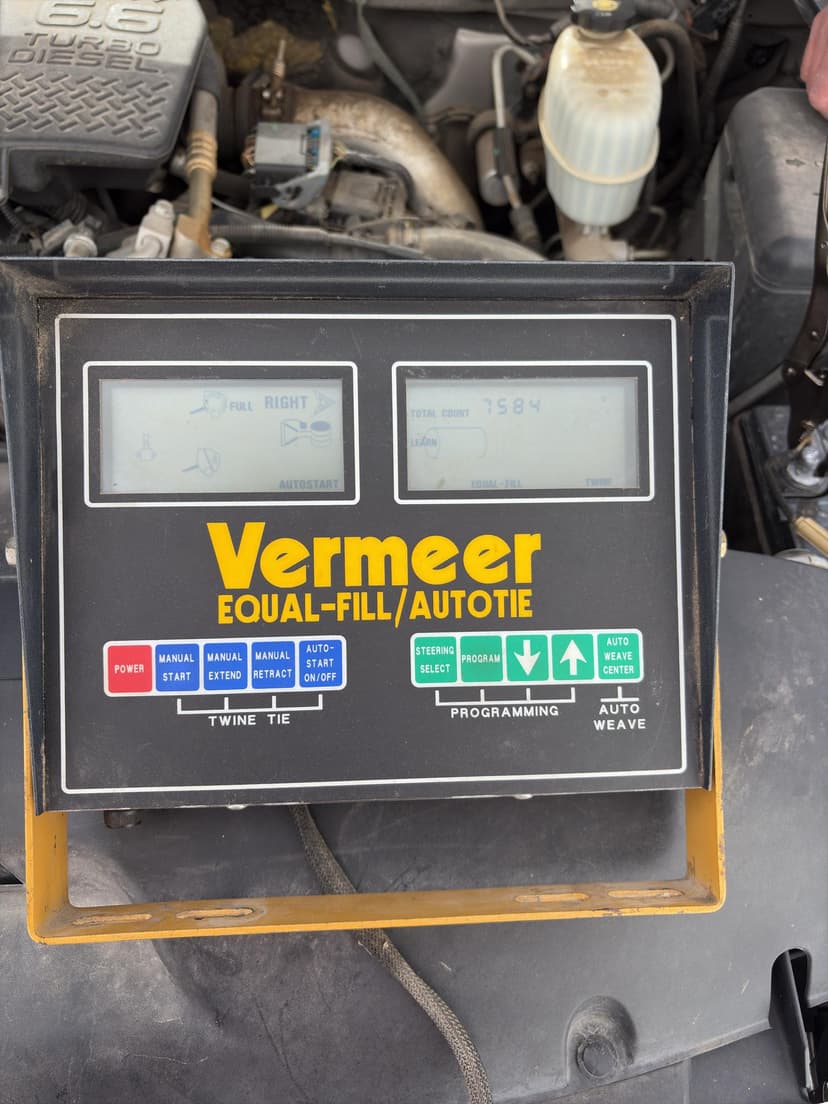 6.6
TURBO
DIESEL
FULL RIGHT
AUTOSTART
TOTAL COUNT 7584
LEARN
EQUAL-FILL TWINE
Vermeer
EQUAL-FILL/AUTOTIE
POWER
MANUAL START
MANUAL EXTEND
MANUAL RETRACT
AUTO-START ON/OFF
TWINE TIE
STEERING SELECT
PROGRAM
AUTO WEAVE CENTER
PROGRAMMING
AUTO WEAVE